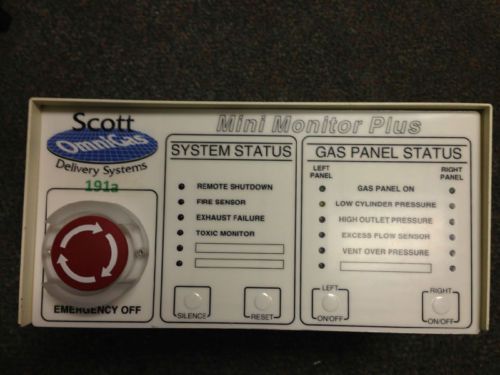 Scott
OmniGas
Delivery Systems
191a
EMERGENCY OFF
Mini Monitor Plus
SYSTEM STATUS
REMOTE SHUTDOWN
FIRE SENSOR
EXHAUST FAILURE
TOXIC MONITOR
SILENCE
RESET
GAS PANEL STATUS
LEFT
PANEL
RIGHT
PANEL
GAS PANEL ON
LOW CYLINDER PRESSURE
HIGH OUTLET PRESSURE
EXCESS FLOW SENSOR
VENT OVER PRESSURE
LEFT
ON/OFF
RIGHT
ON/OFF